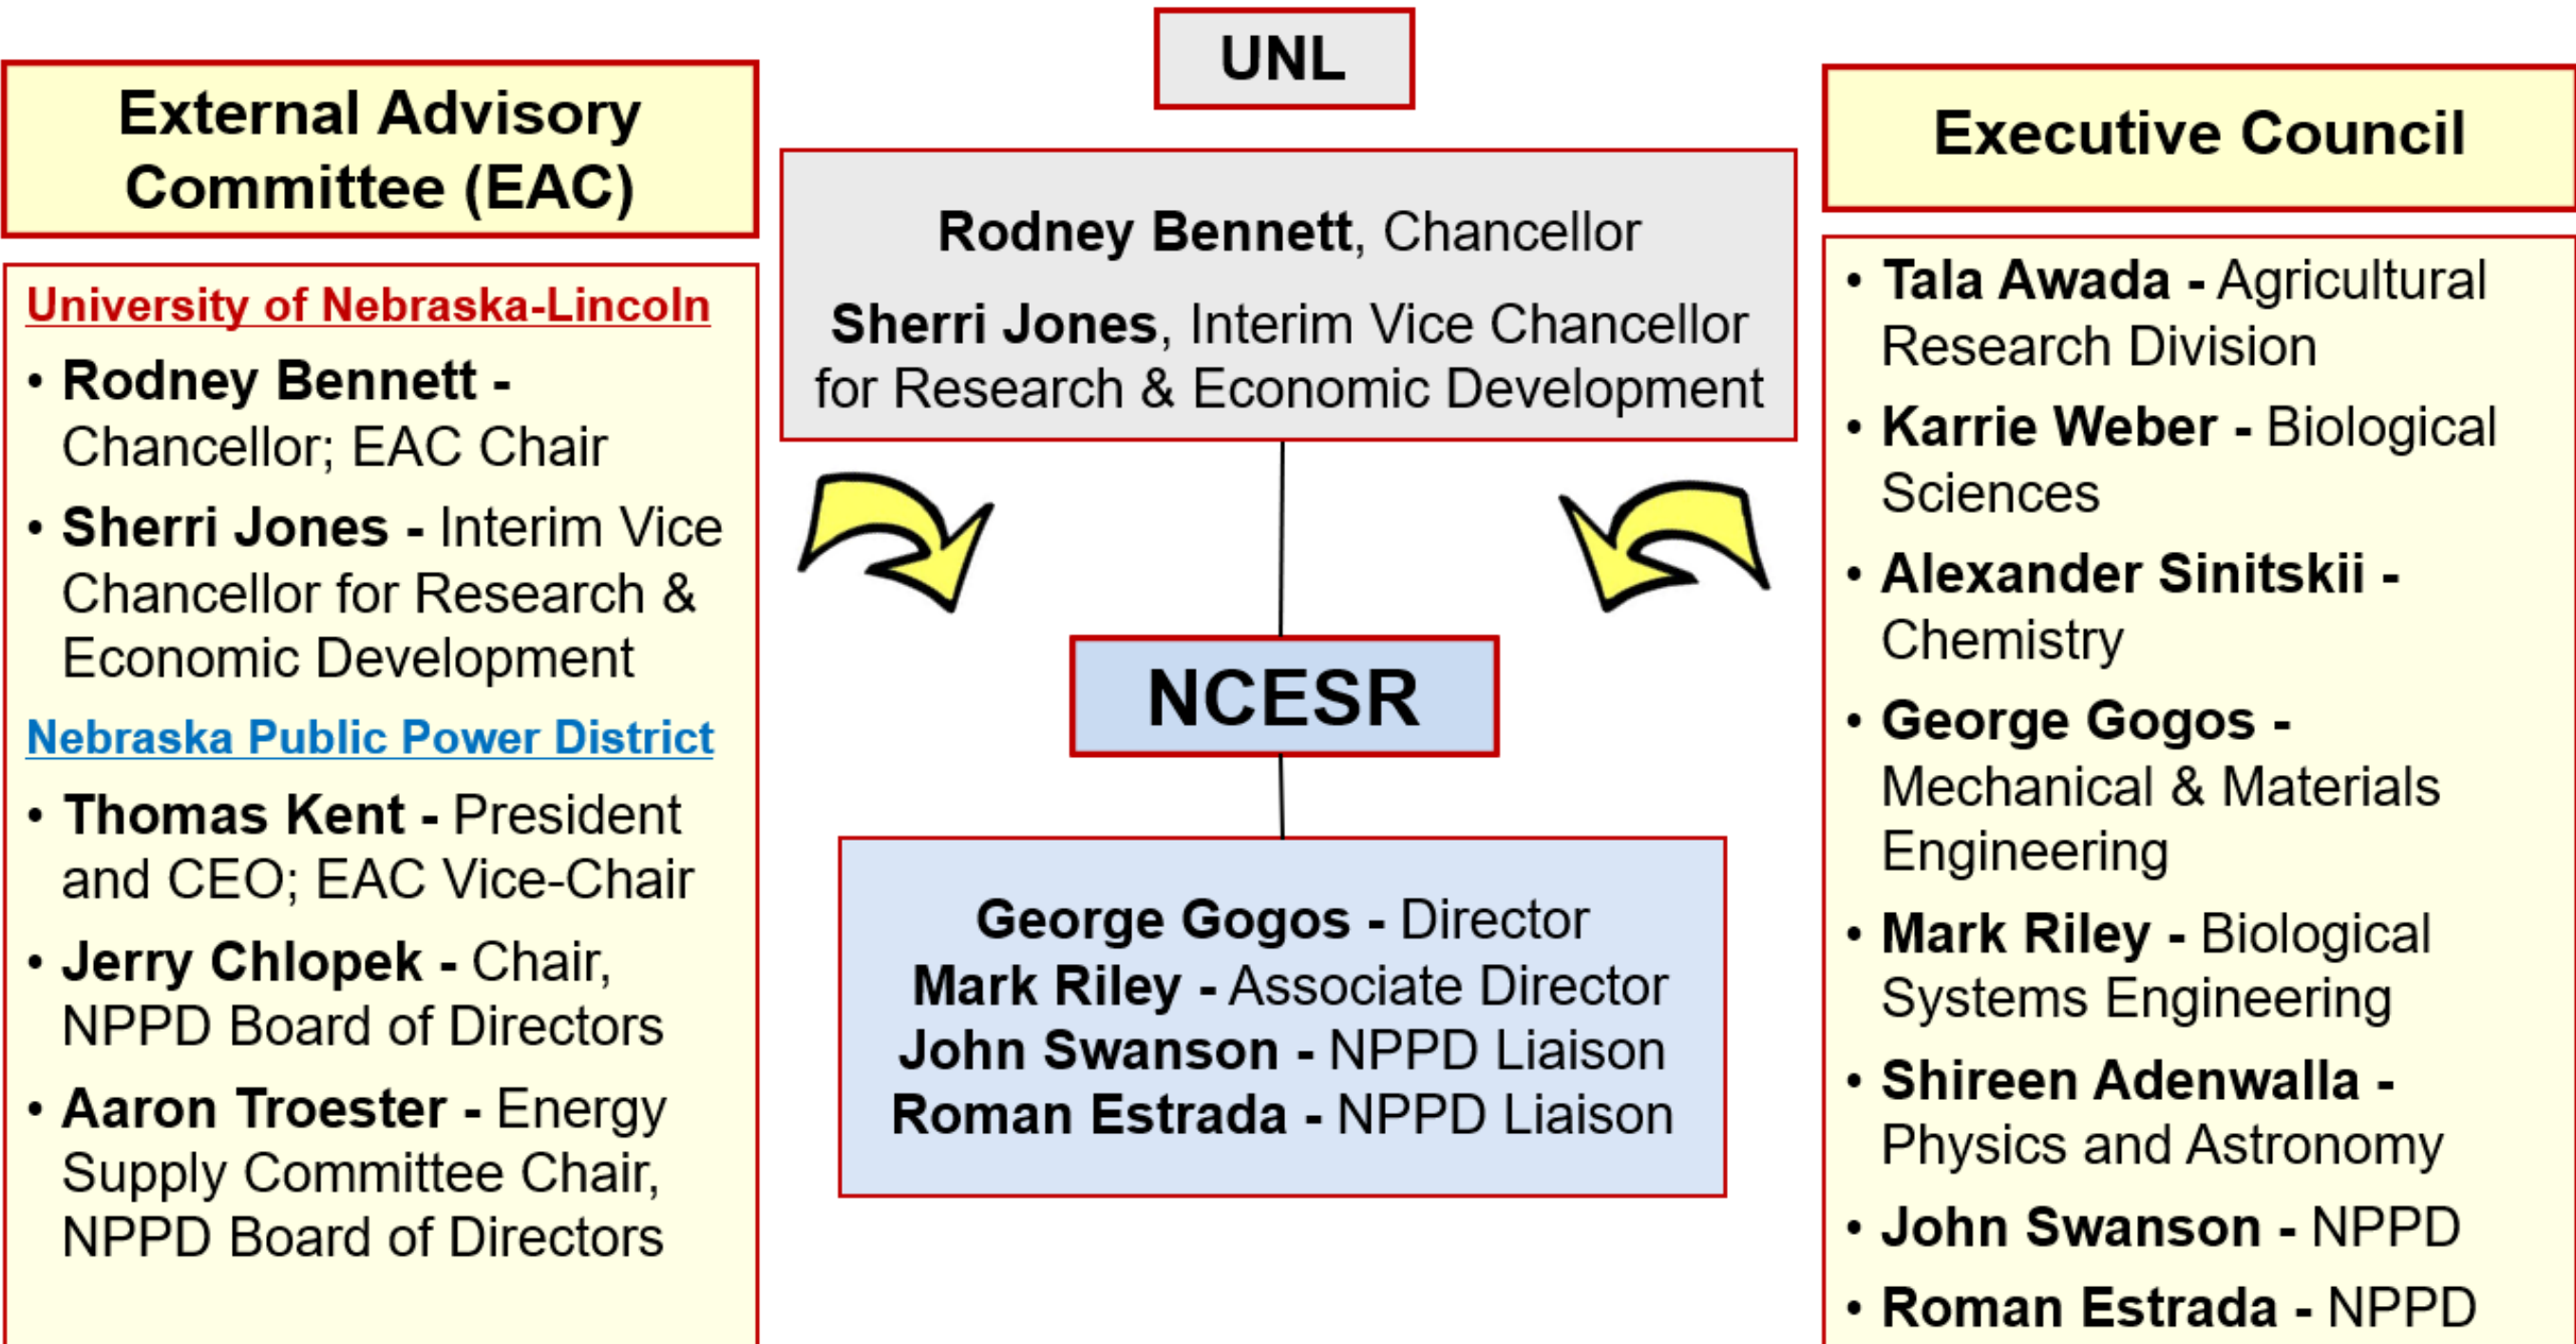 UNL
External Advisory
Committee (EAC)
University of Nebraska-Lincoln
• Rodney Bennett -
Chancellor; EAC Chair
• Sherri Jones - Interim Vice
Chancellor for Research &
Economic Development
Nebraska Public Power District
• Thomas Kent - President
and CEO; EAC Vice-Chair
• Jerry Chlopek - Chair,
NPPD Board of Directors
• Aaron Troester - Energy
Supply Committee Chair,
NPPD Board of Directors
Rodney Bennett, Chancellor
Sherri Jones, Interim Vice Chancellor
for Research & Economic Development
NCESR
George Gogos - Director
Mark Riley - Associate Director
John Swanson - NPPD Liaison
Roman Estrada - NPPD Liaison
Executive Council
• Tala Awada - Agricultural
Research Division
• Karrie Weber - Biological
Sciences
• Alexander Sinitskii -
Chemistry
• George Gogos -
Mechanical & Materials
Engineering
• Mark Riley - Biological
Systems Engineering
• Shireen Adenwalla -
Physics and Astronomy
• John Swanson - NPPD
• Roman Estrada - NPPD